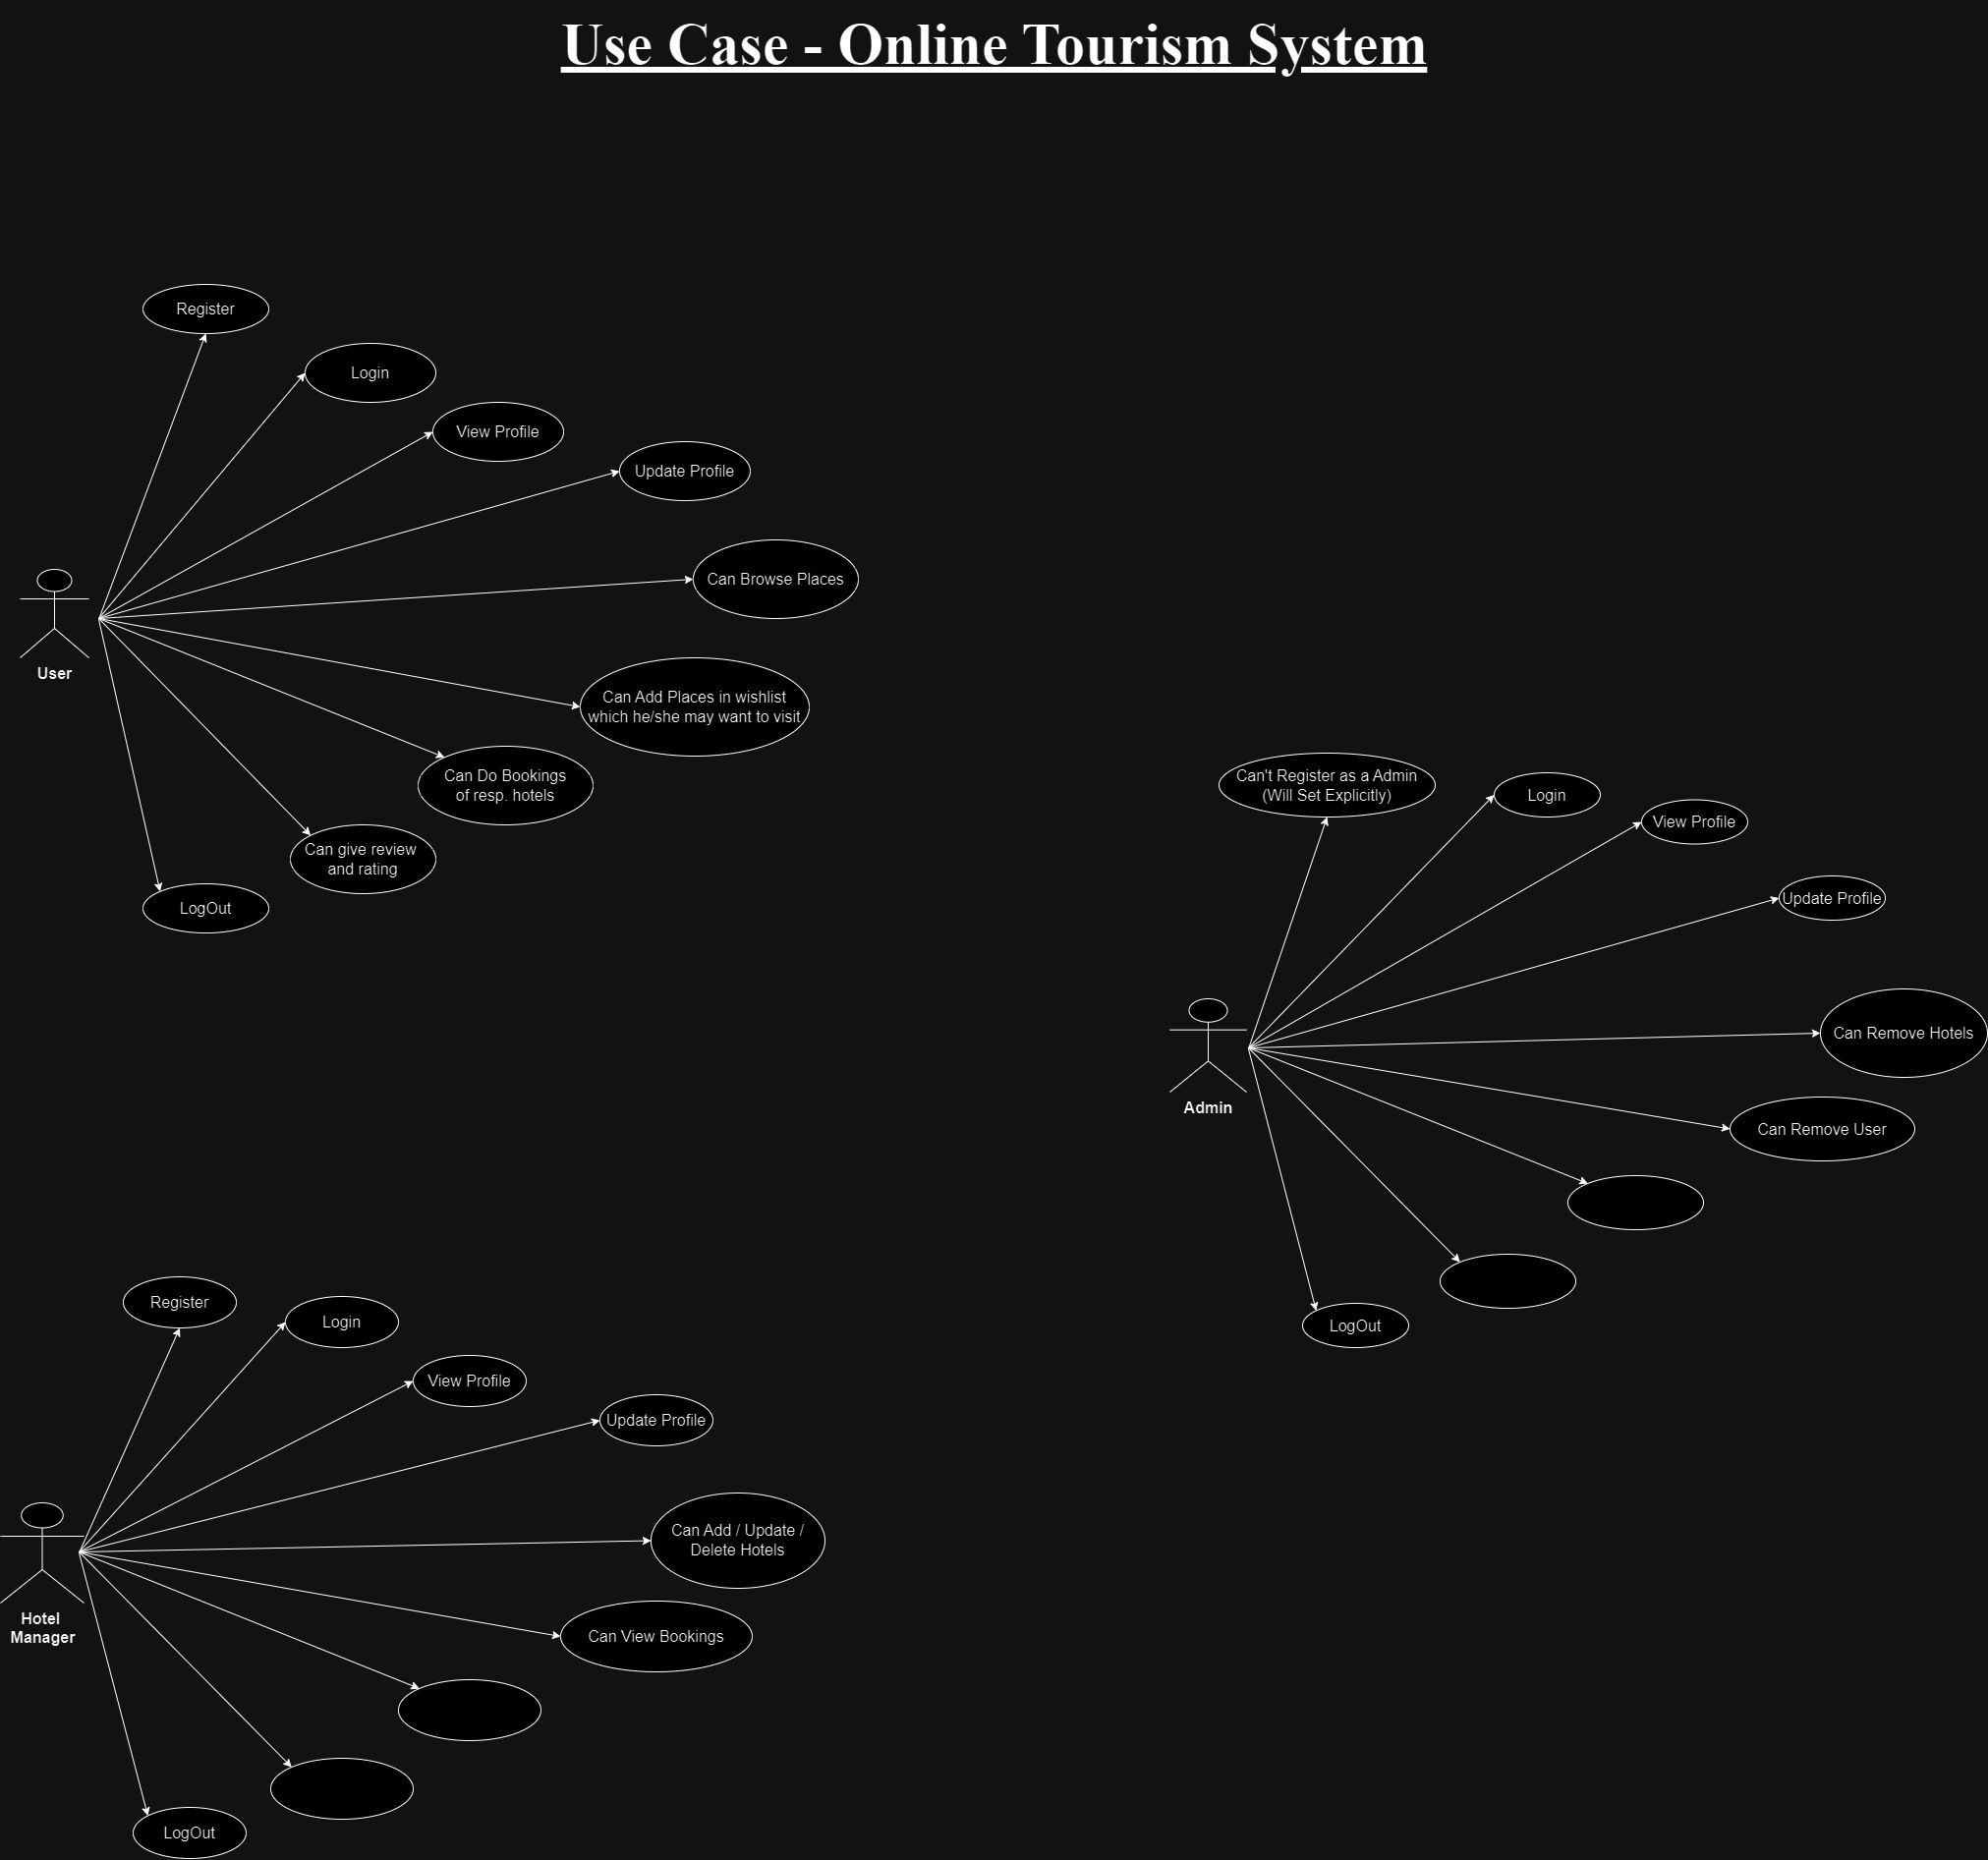 Use Case - Online Tourism System
Register
Login
View Profile
Update Profile
Can Browse Places
User
Can Add Places in wishlist
which he/she may want to visit
Can Do Bookings
of resp. hotels
Can give review
and rating
LogOut
Can't Register as a Admin
(Will Set Explicitly)
Login
View Profile
Update Profile
Can Remove Hotels
Admin
Can Remove User
LogOut
Register
Login
View Profile
Update Profile
Can Add / Update /
Delete Hotels
Hotel
Manager
Can View Bookings
LogOut